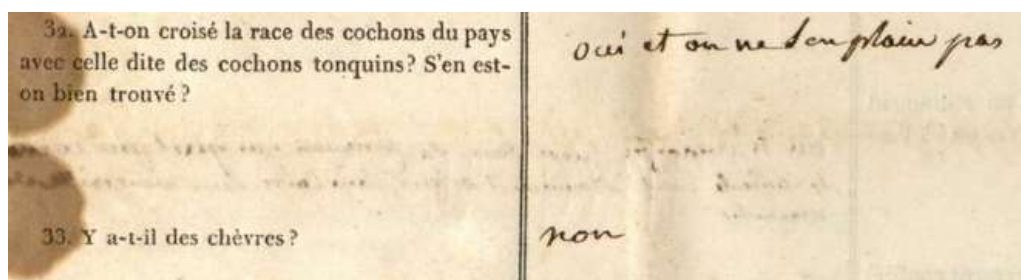 32. A-t-on croisé la race des cochons du pays
avec celle dite des cochons tonquins? S'en est-
on bien trouvé?
oui et on ne s'en plain pas
33. Y a-t-il des chèvres?
non